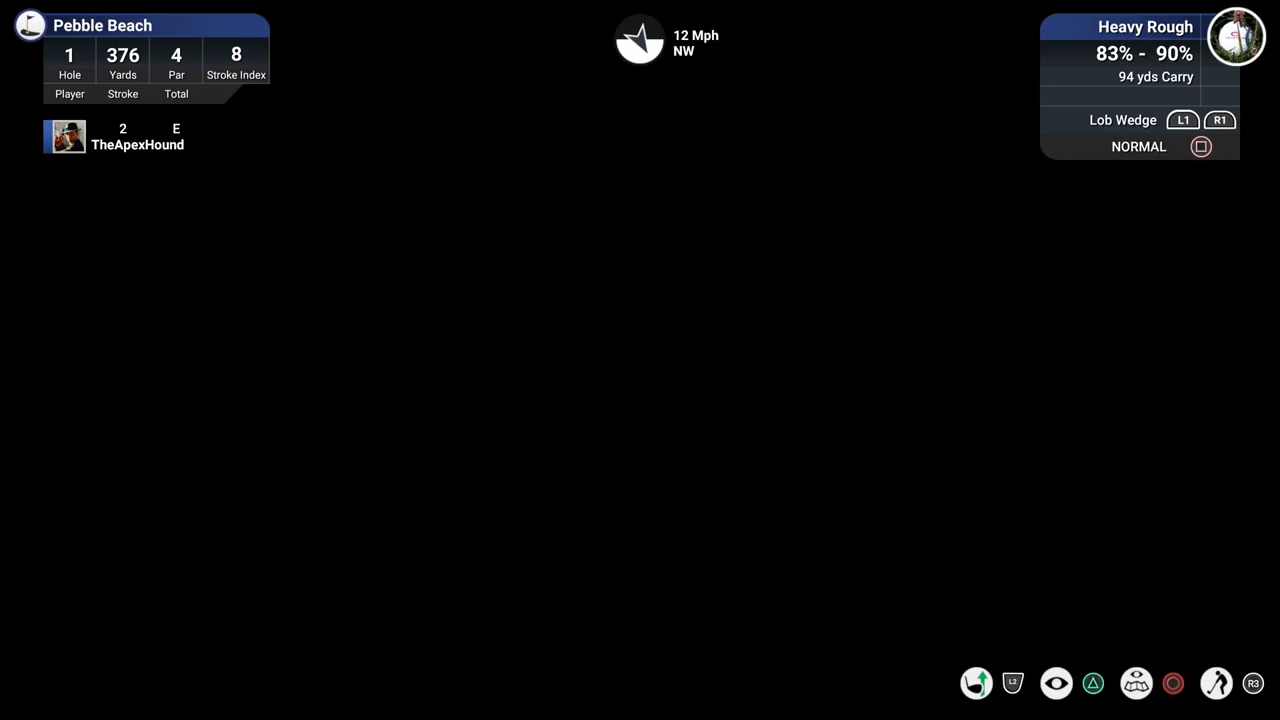 Pebble Beach
1 376 4 8
Hole Yards Par Stroke Index
Player Stroke Total
2 E
TheApexHound
12 Mph
NW
Heavy Rough
83% - 90%
94 yds Carry
Lob Wedge L1 R1
NORMAL
L2 R3